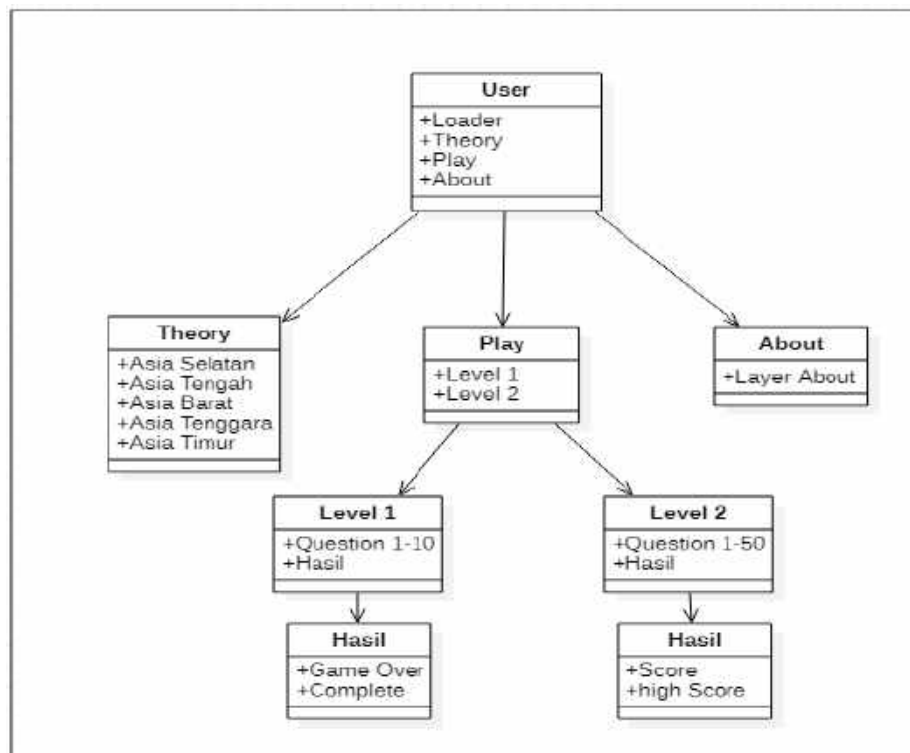 User
+Loader
+Theory
+Play
+About
Theory
+Asia Selatan
+Asia Tengah
+Asia Barat
+Asia Tenggara
+Asia Timur
Play
+Level 1
+Level 2
About
+Layer About
Level 1
+Question 1-10
+Hasil
Level 2
+Question 1-50
+Hasil
Hasil
+Game Over
+Complete
Hasil
+Score
+high Score